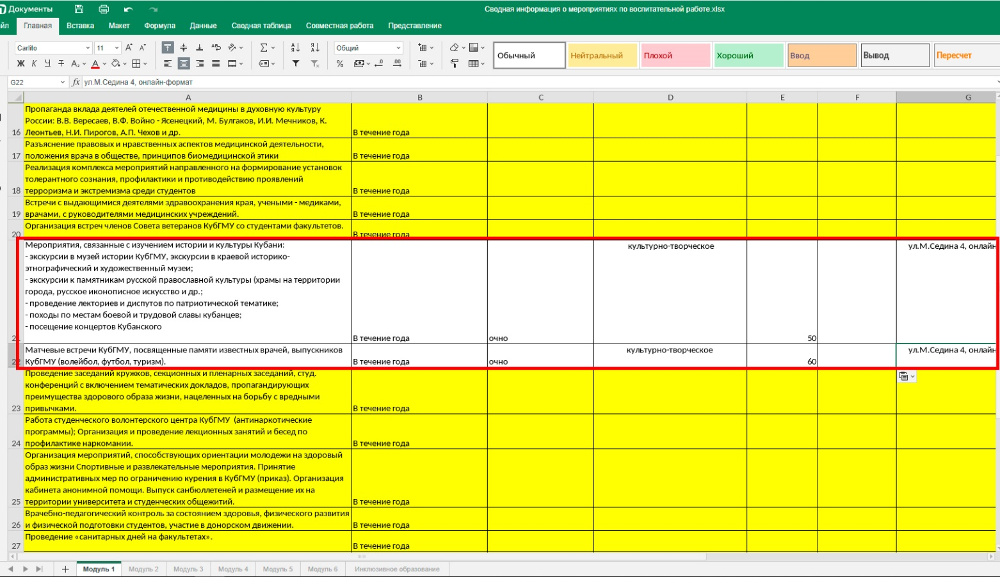 Документы
Сводная информация о мероприятиях по воспитательной работе.xlsx
йл
Главная
Вставка
Макет
Формула
Данные
Сводная таблица
Совместная работа
Представление
Carlito
11
Общий
Обычный
Нейтральный
Плохой
Хороший
Ввод
Вывод
Пересчет
G22
fx ул.М.Седина 4, онлайн-формат
A B C D E F G
Пропаганда вклада деятелей отечественной медицины в духовную культуру
России: В.В. Вересаев, В.Ф. Войно - Ясенецкий, М. Булгаков, И.И. Мечников, К.
16 Леонтьев, Н.И. Пирогов, А.П. Чехов и др. В течение года
Разъяснение правовых и нравственных аспектов медицинской деятельности,
17 положения врача в обществе, принципов биомедицинской этики В течение года
Реализация комплекса мероприятий направленного на формирование установок
толерантного сознания, профилактики и противодействию проявлений
18 терроризма и экстремизма среди студентов В течение года
Встречи с выдающимися деятелями здравоохранения края, учеными - медиками,
19 врачами, с руководителями медицинских учреждений. В течение года
Организация встреч членов Совета ветеранов КубГМУ со студентами факультетов.
20 В течение года
Мероприятия, связанные с изучением истории и культуры Кубани: культурно-творческое ул.М.Седина 4, онлайн
- экскурсии в музей истории КубГМУ, экскурсии в краевой историко-
этнографический и художественный музеи;
- экскурсии к памятникам русской православной культуры (храмы на территории
города, русское иконописное искусство и др.;
- проведение лекториев и диспутов по патриотической тематике;
- походы по местам боевой и трудовой славы кубанцев;
- посещение концертов Кубанского
21 В течение года очно 50
Матчевые встречи КубГМУ, посвященные памяти известных врачей, выпускников культурно-творческое ул.М.Седина 4, онлайн
22 КубГМУ (волейбол, футбол, туризм). В течение года очно 60
Проведение заседаний кружков, секционных и пленарных заседаний, студ.
конференций с включением тематических докладов, пропагандирующих
преимущества здорового образа жизни, нацеленных на борьбу с вредными
23 привычками. В течение года
Работа студенческого волонтерского центра КубГМУ (антинаркотические
программы); Организация и проведение лекционных занятий и бесед по
24 профилактике наркомании. В течение года
Организация мероприятий, способствующих ориентации молодежи на здоровый
образ жизни Спортивные и развлекательные мероприятия. Принятие
административных мер по ограничению курения в КубГМУ (приказ). Организация
кабинета анонимной помощи. Выпуск санбюллетеней и размещение их на
25 территории университета и студенческих общежитий. В течение года
Врачебно-педагогический контроль за состоянием здоровья, физического развития
26 и физической подготовки студентов, участие в донорском движении. В течение года
Проведение «санитарных дней на факультетах».
27 В течение года
Модуль 1
Модуль 2
Модуль 3
Модуль 4
Модуль 5
Модуль 6
Инклюзивное образование